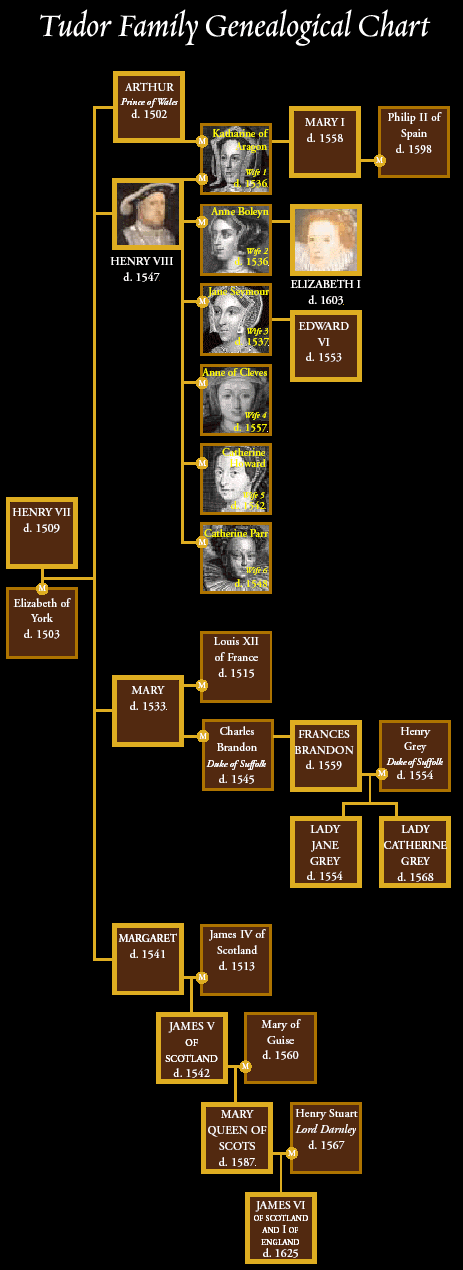 Tudor Family Genealogical Chart
ARTHUR
Prince of Wales
d. 1502
M
Katharine of
Aragon
Wife 1
d. 1536
MARY I
d. 1558
M
Philip II of
Spain
d. 1598
M
HENRY VIII
d. 1547
M
Anne Boleyn
Wife 2
d. 1536
ELIZABETH I
d. 1603
M
Jane Seymour
Wife 3
d. 1537
EDWARD
VI
d. 1553
M
Anne of Cleves
Wife 4
d. 1557
M
Catherine
Howard
Wife 5
d. 1542
M
Catherine Parr
Wife 6
d. 1548
HENRY VII
d. 1509
M
Elizabeth of
York
d. 1503
MARY
d. 1533
M
Louis XII
of France
d. 1515
M
Charles
Brandon
Duke of Suffolk
d. 1545
FRANCES
BRANDON
d. 1559
M
Henry
Grey
Duke of Suffolk
d. 1554
LADY
JANE
GREY
d. 1554
LADY
CATHERINE
GREY
d. 1568
MARGARET
d. 1541
M
James IV of
Scotland
d. 1513
JAMES V
OF
SCOTLAND
d. 1542
M
Mary of
Guise
d. 1560
MARY
QUEEN OF
SCOTS
d. 1587
M
Henry Stuart
Lord Darnley
d. 1567
JAMES VI
OF SCOTLAND
AND I OF
ENGLAND
d. 1625